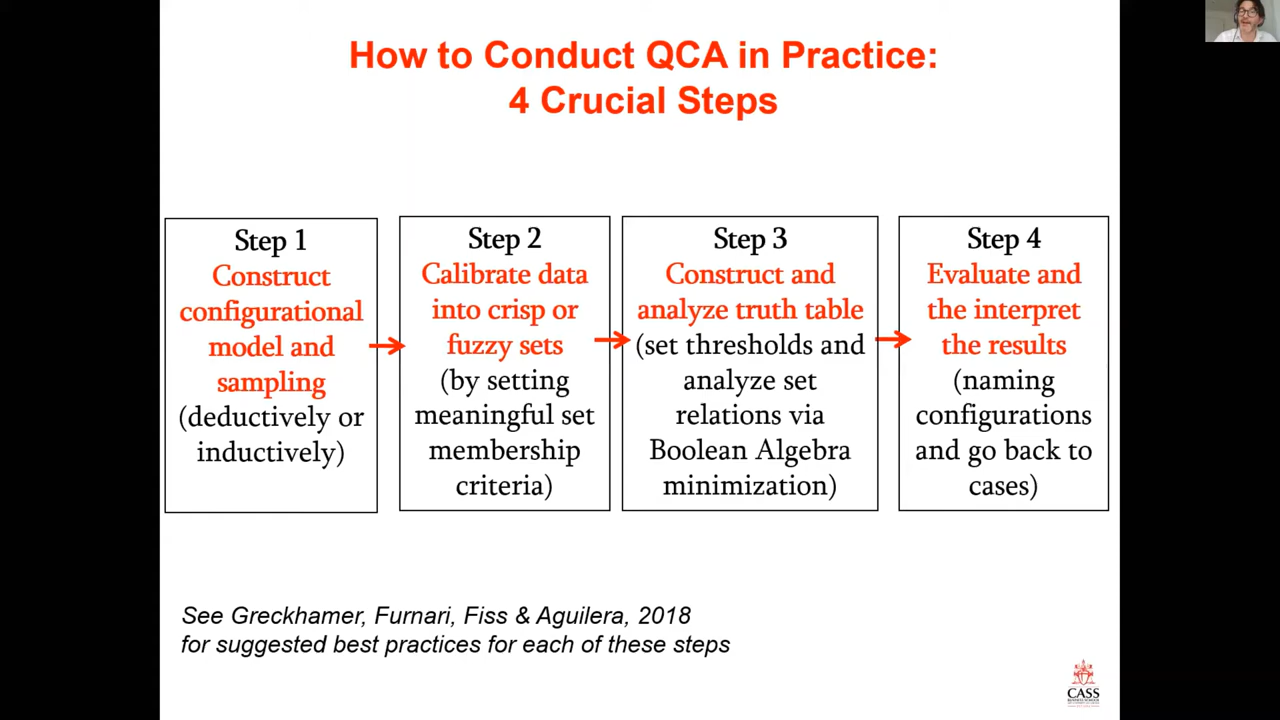 How to Conduct QCA in Practice:
4 Crucial Steps
Step 1
Construct
configurational
model and
sampling
(deductively or
inductively)
Step 2
Calibrate data
into crisp or
fuzzy sets
(by setting
meaningful set
membership
criteria)
Step 3
Construct and
analyze truth table
(set thresholds and
analyze set
relations via
Boolean Algebra
minimization)
Step 4
Evaluate and
the interpret
the results
(naming
configurations
and go back to
cases)
See Greckhamer, Furnari, Fiss & Aguilera, 2018
for suggested best practices for each of these steps
CASS